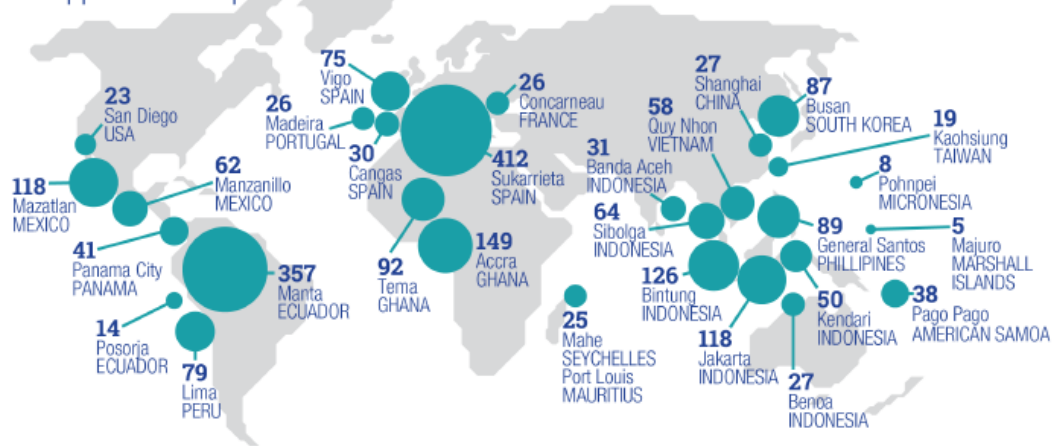 23
San Diego
USA
118
Mazatlan
MEXICO
62
Manzanillo
MEXICO
41
Panama City
PANAMA
357
Manta
ECUADOR
14
Posorja
ECUADOR
79
Lima
PERU
75
Vigo
SPAIN
26
Madeira
PORTUGAL
30
Cangas
SPAIN
26
Concarneau
FRANCE
412
Sukarrieta
SPAIN
92
Tema
GHANA
149
Accra
GHANA
25
Mahe
SEYCHELLES
Port Louis
MAURITIUS
27
Shanghai
CHINA
87
Busan
SOUTH KOREA
58
Quy Nhon
VIETNAM
19
Kaohsiung
TAIWAN
31
Banda Aceh
INDONESIA
8
Pohnpei
MICRONESIA
64
Sibolga
INDONESIA
89
General Santos
PHILLIPINES
5
Majuro
MARSHALL
ISLANDS
126
Bintung
INDONESIA
50
Kendari
INDONESIA
38
Pago Pago
AMERICAN SAMOA
118
Jakarta
INDONESIA
27
Benoa
INDONESIA